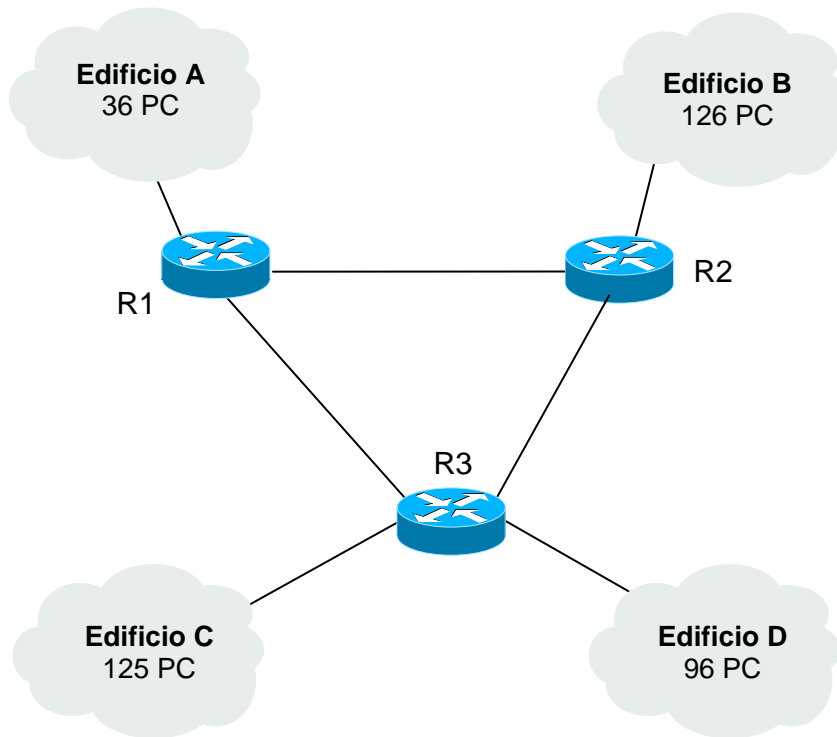 Edificio A
36 PC
Edificio B
126 PC
R1
R2
R3
Edificio C
125 PC
Edificio D
96 PC